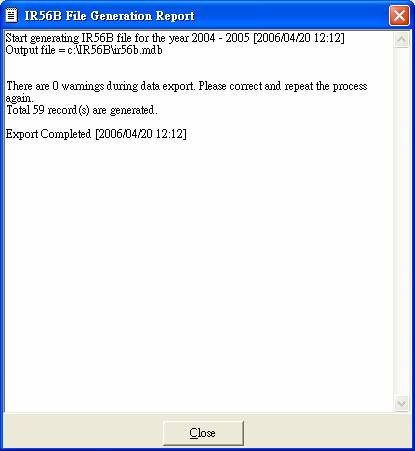 IR56B File Generation Report
Start generating IR56B file for the year 2004 - 2005 [2006/04/20 12:12]
Output file = c:\IR56B\ir56b.mdb
There are 0 warnings during data export. Please correct and repeat the process
again.
Total 59 record(s) are generated.
Export Completed [2006/04/20 12:12]
Close